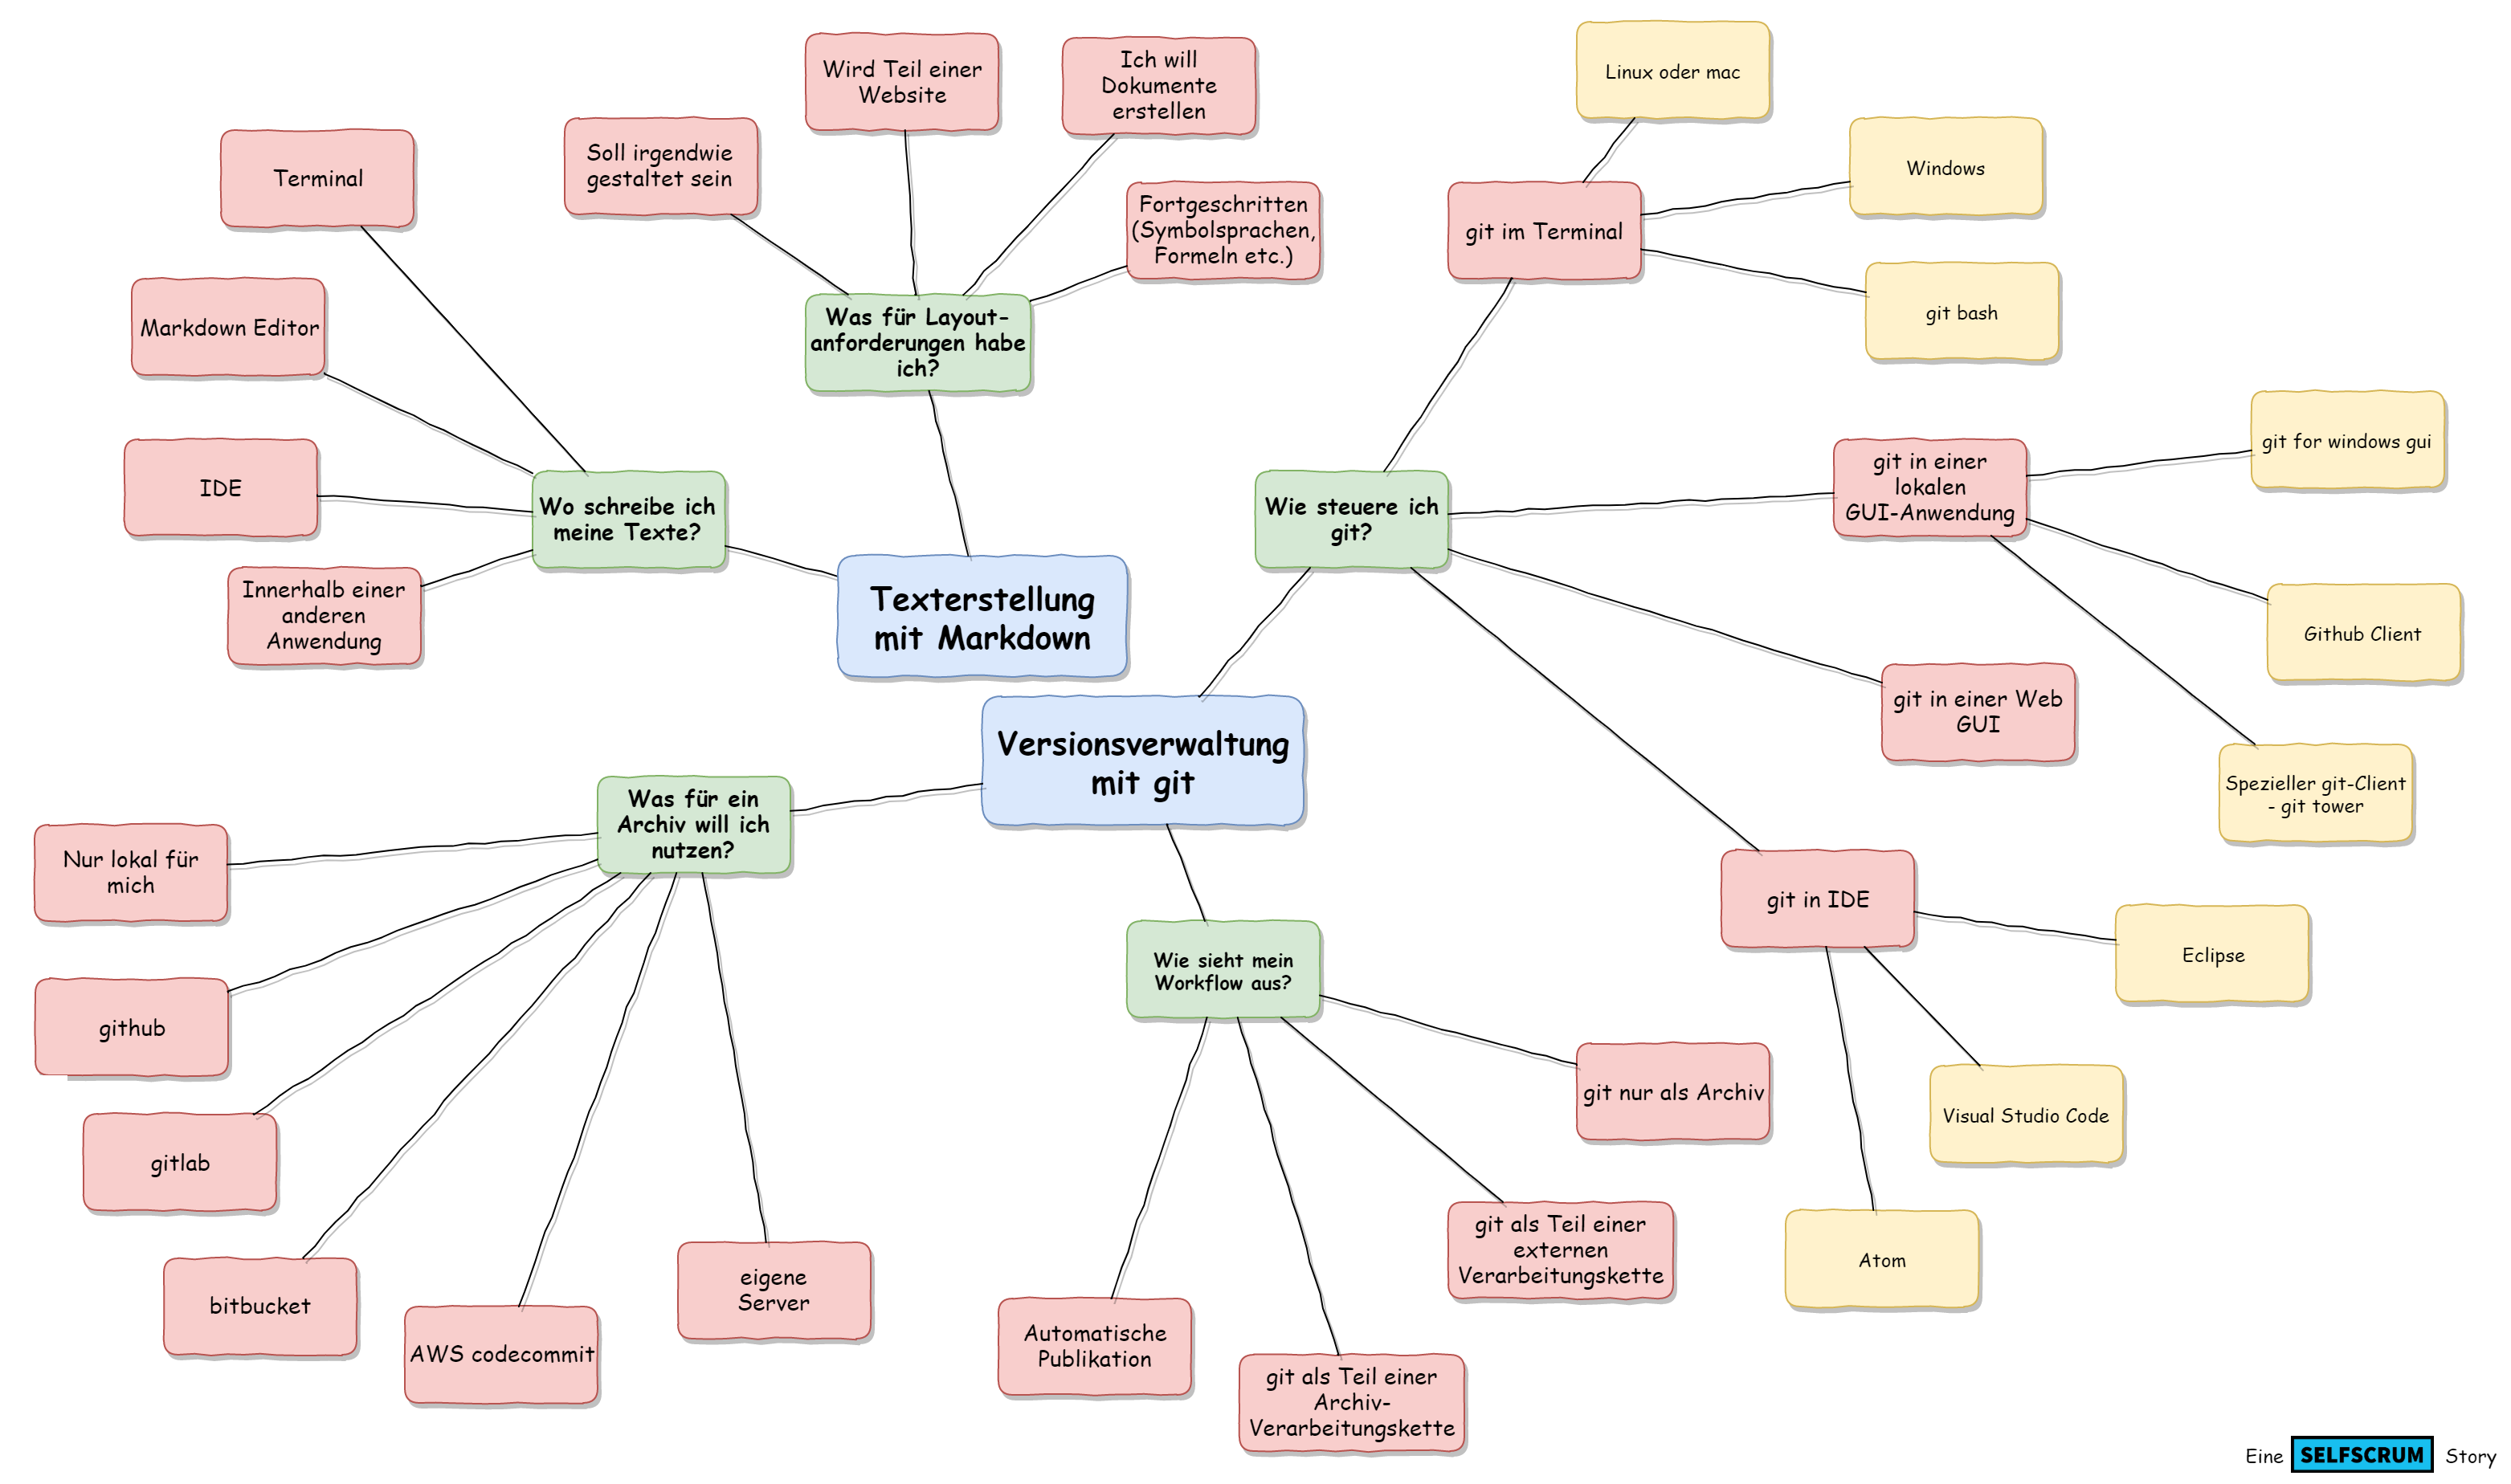 Linux oder mac
Wird Teil einer
Website
Ich will
Dokumente
erstellen
Soll irgendwie
gestaltet sein
Terminal
Windows
Fortgeschritten
(Symbolsprachen,
Formeln etc.)
git im Terminal
git bash
Markdown Editor
Was für Layout-
anforderungen habe
ich?
IDE
Wo schreibe ich
meine Texte?
Wie steuere ich
git?
git in einer
lokalen
GUI-Anwendung
git for windows gui
Innerhalb einer
anderen
Anwendung
Texterstellung
mit Markdown
Github Client
git in einer Web
GUI
Versionsverwaltung
mit git
Spezieller git-Client
- git tower
Was für ein
Archiv will ich
nutzen?
Nur lokal für
mich
git in IDE
Eclipse
Wie sieht mein
Workflow aus?
github
git nur als Archiv
Visual Studio Code
gitlab
git als Teil einer
externen
Verarbeitungskette
Atom
bitbucket
eigene
Server
AWS codecommit
Automatische
Publikation
git als Teil einer
Archiv-
Verarbeitungskette
Eine SELFSCRUM Story